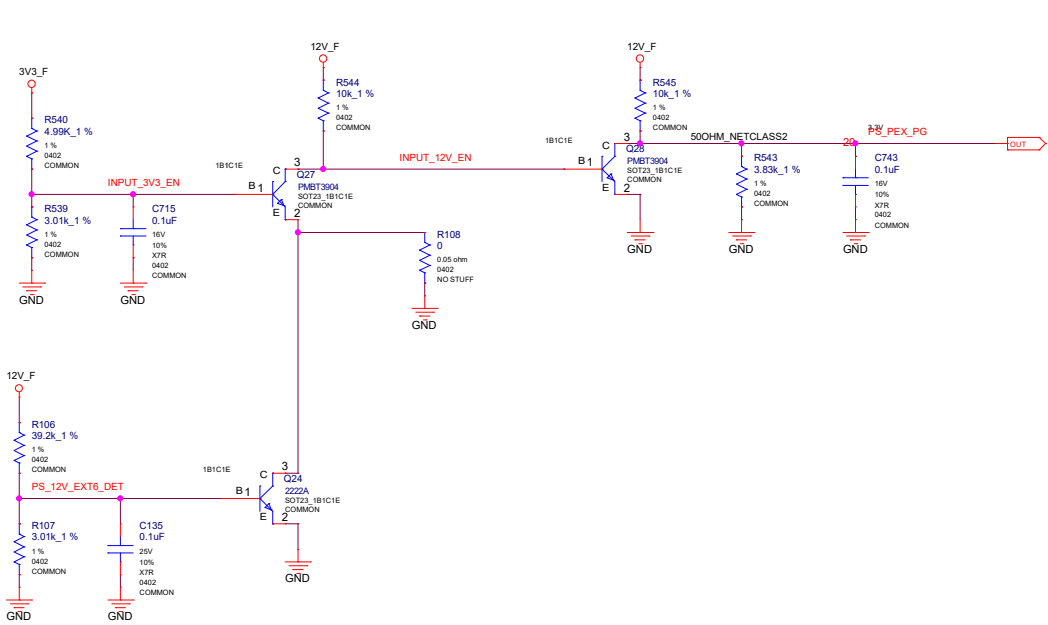 12V_F
R544
10k_1 %
1 %
0402
COMMON
12V_F
R545
10k_1 %
1 %
0402
COMMON
3V3_F
R540
4.99K_1 %
1 %
0402
COMMON
INPUT_3V3_EN
R539
3.01k_1 %
1 %
0402
COMMON
GND
C715
0.1uF
16V
10%
X7R
0402
COMMON
GND
1B1C1E
B 1
C
3
Q27
PMBT3904
SOT23_1B1C1E
COMMON
E
2
INPUT_12V_EN
R108
0
0.05 ohm
0402
NO STUFF
GND
1B1C1E
B 1
C
3
Q28
PMBT3904
SOT23_1B1C1E
COMMON
E
2
GND
50OHM_NETCLASS2
R543
3.83k_1 %
1 %
0402
COMMON
GND
3.3V
20
PS_PEX_PG
OUT
C743
0.1uF
16V
10%
X7R
0402
COMMON
GND
12V_F
R106
39.2k_1 %
1 %
0402
COMMON
PS_12V_EXT6_DET
R107
3.01k_1 %
1 %
0402
COMMON
GND
C135
0.1uF
25V
10%
X7R
0402
COMMON
GND
1B1C1E
B 1
C
3
Q24
2222A
SOT23_1B1C1E
COMMON
E
2
GND